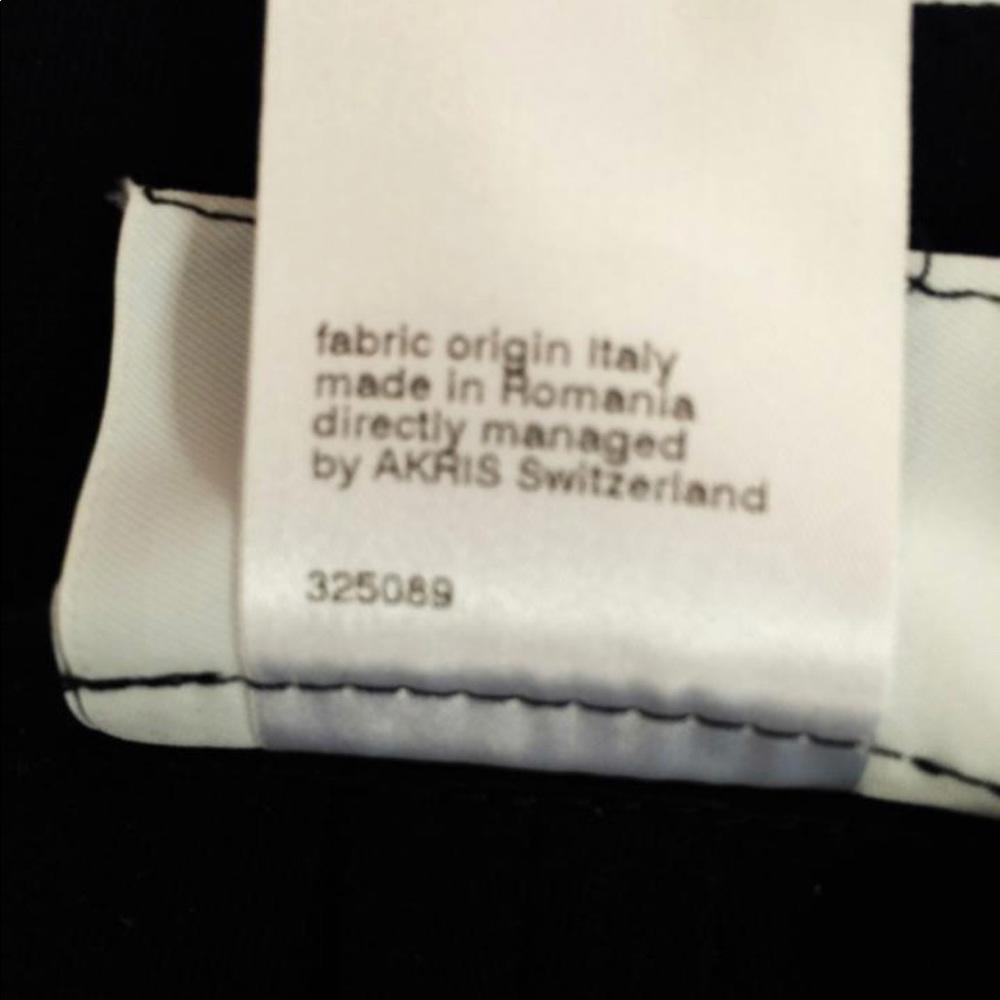 fabric origin Italy
made in Romania
directly managed
by AKRIS Switzerland
325089